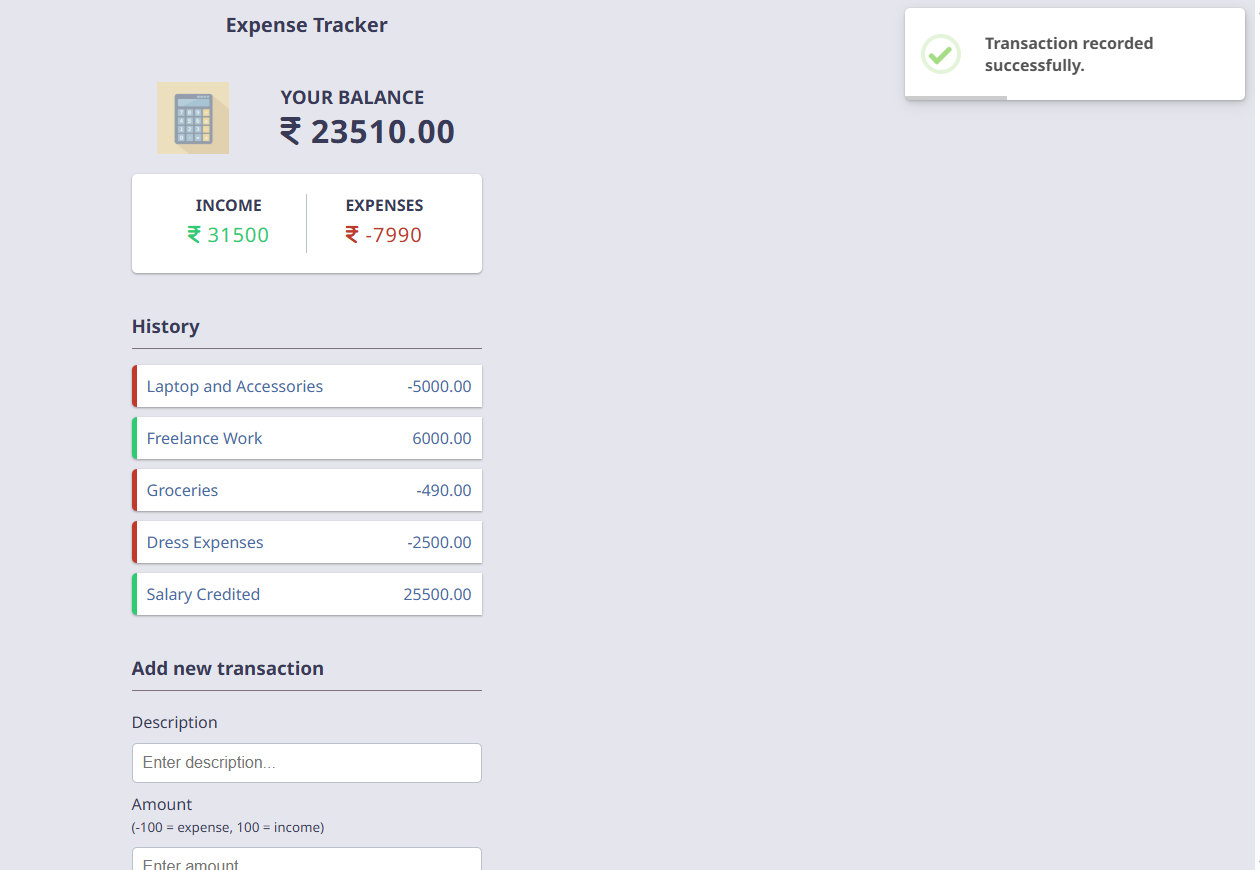 Expense Tracker
Transaction recorded
successfully.
YOUR BALANCE
₹ 23510.00
INCOME
₹ 31500
EXPENSES
₹ -7990
History
Laptop and Accessories -5000.00
Freelance Work 6000.00
Groceries -490.00
Dress Expenses -2500.00
Salary Credited 25500.00
Add new transaction
Description
Enter description...
Amount
(-100 = expense, 100 = income)
Enter amount